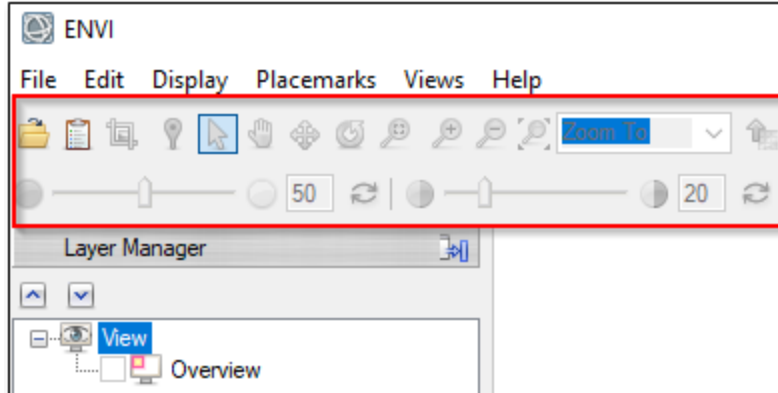 ENVI
File Edit Display Placemarks Views Help
Zoom To
50 20
Layer Manager
View
Overview